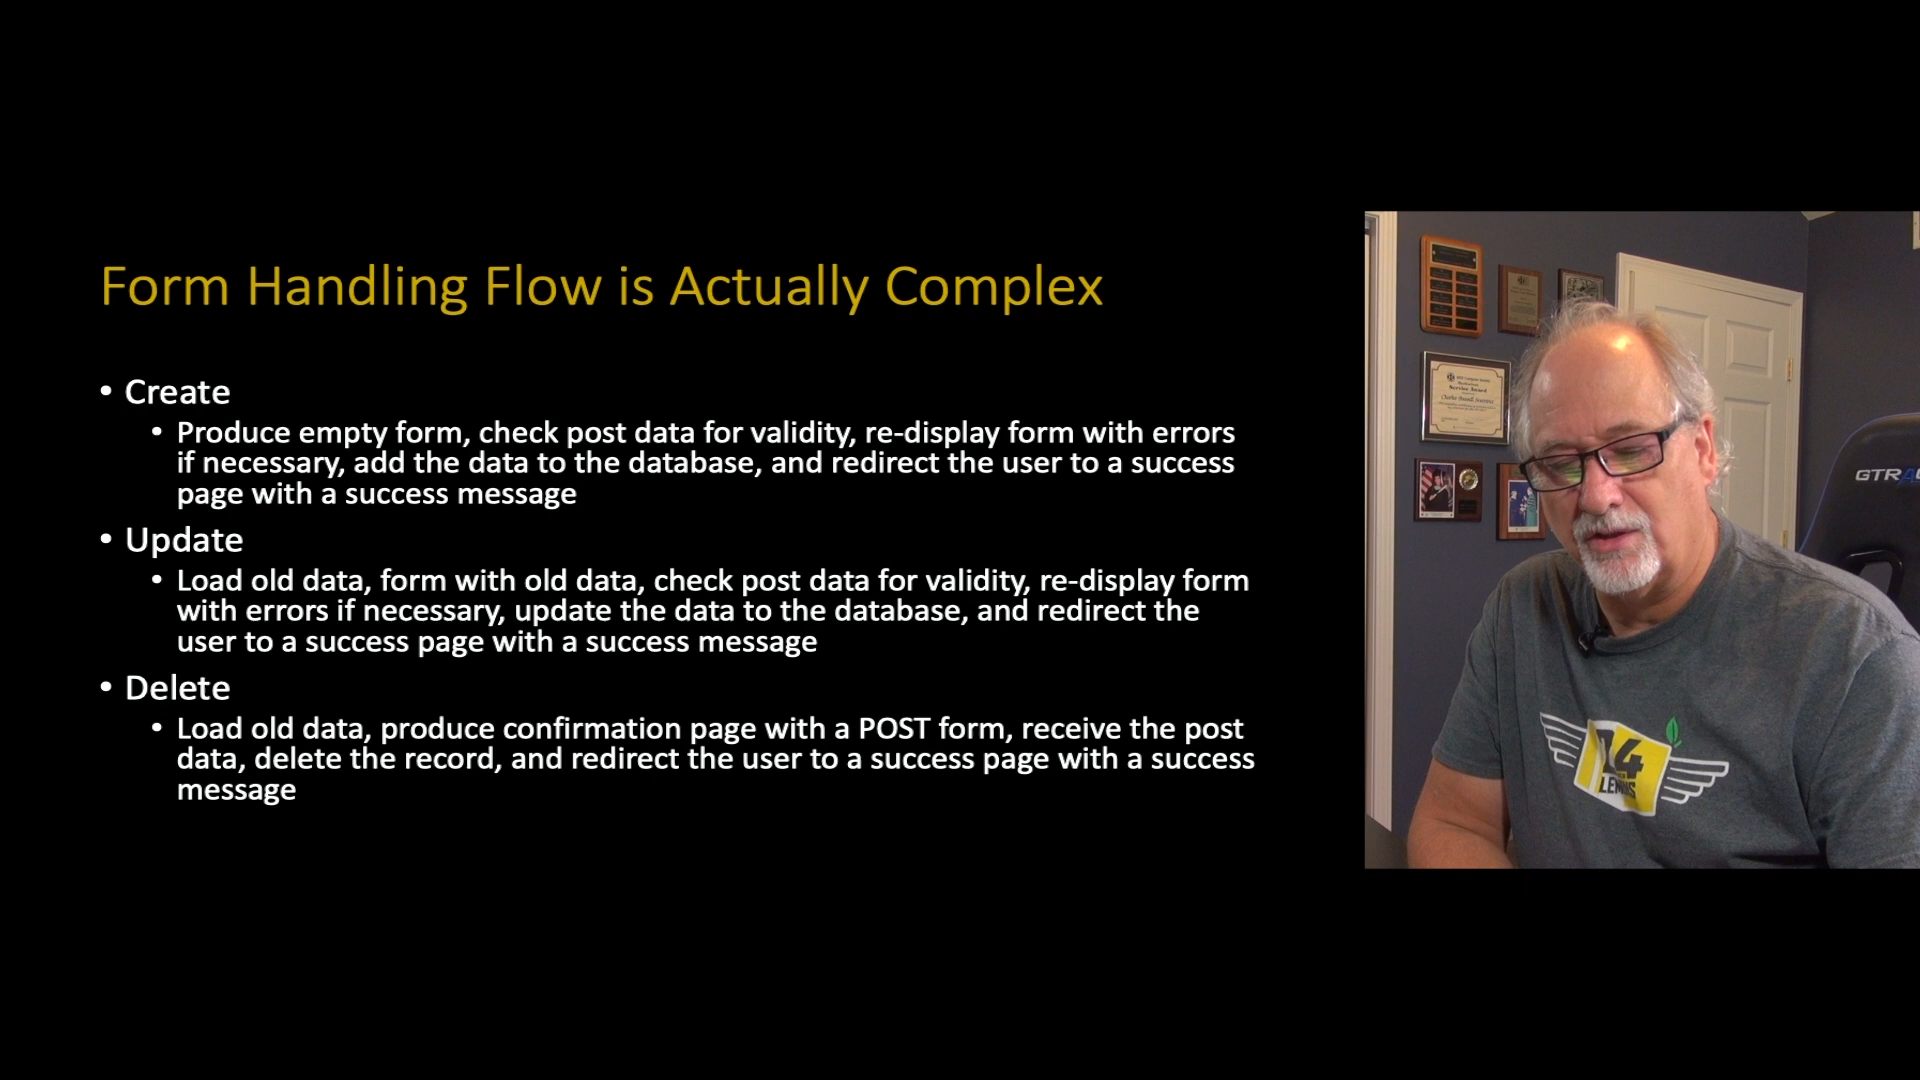 Form Handling Flow is Actually Complex
• Create
• Produce empty form, check post data for validity, re-display form with errors
if necessary, add the data to the database, and redirect the user to a success
page with a success message
• Update
• Load old data, form with old data, check post data for validity, re-display form
with errors if necessary, update the data to the database, and redirect the
user to a success page with a success message
• Delete
• Load old data, produce confirmation page with a POST form, receive the post
data, delete the record, and redirect the user to a success page with a success
message
Service Award
GTRA